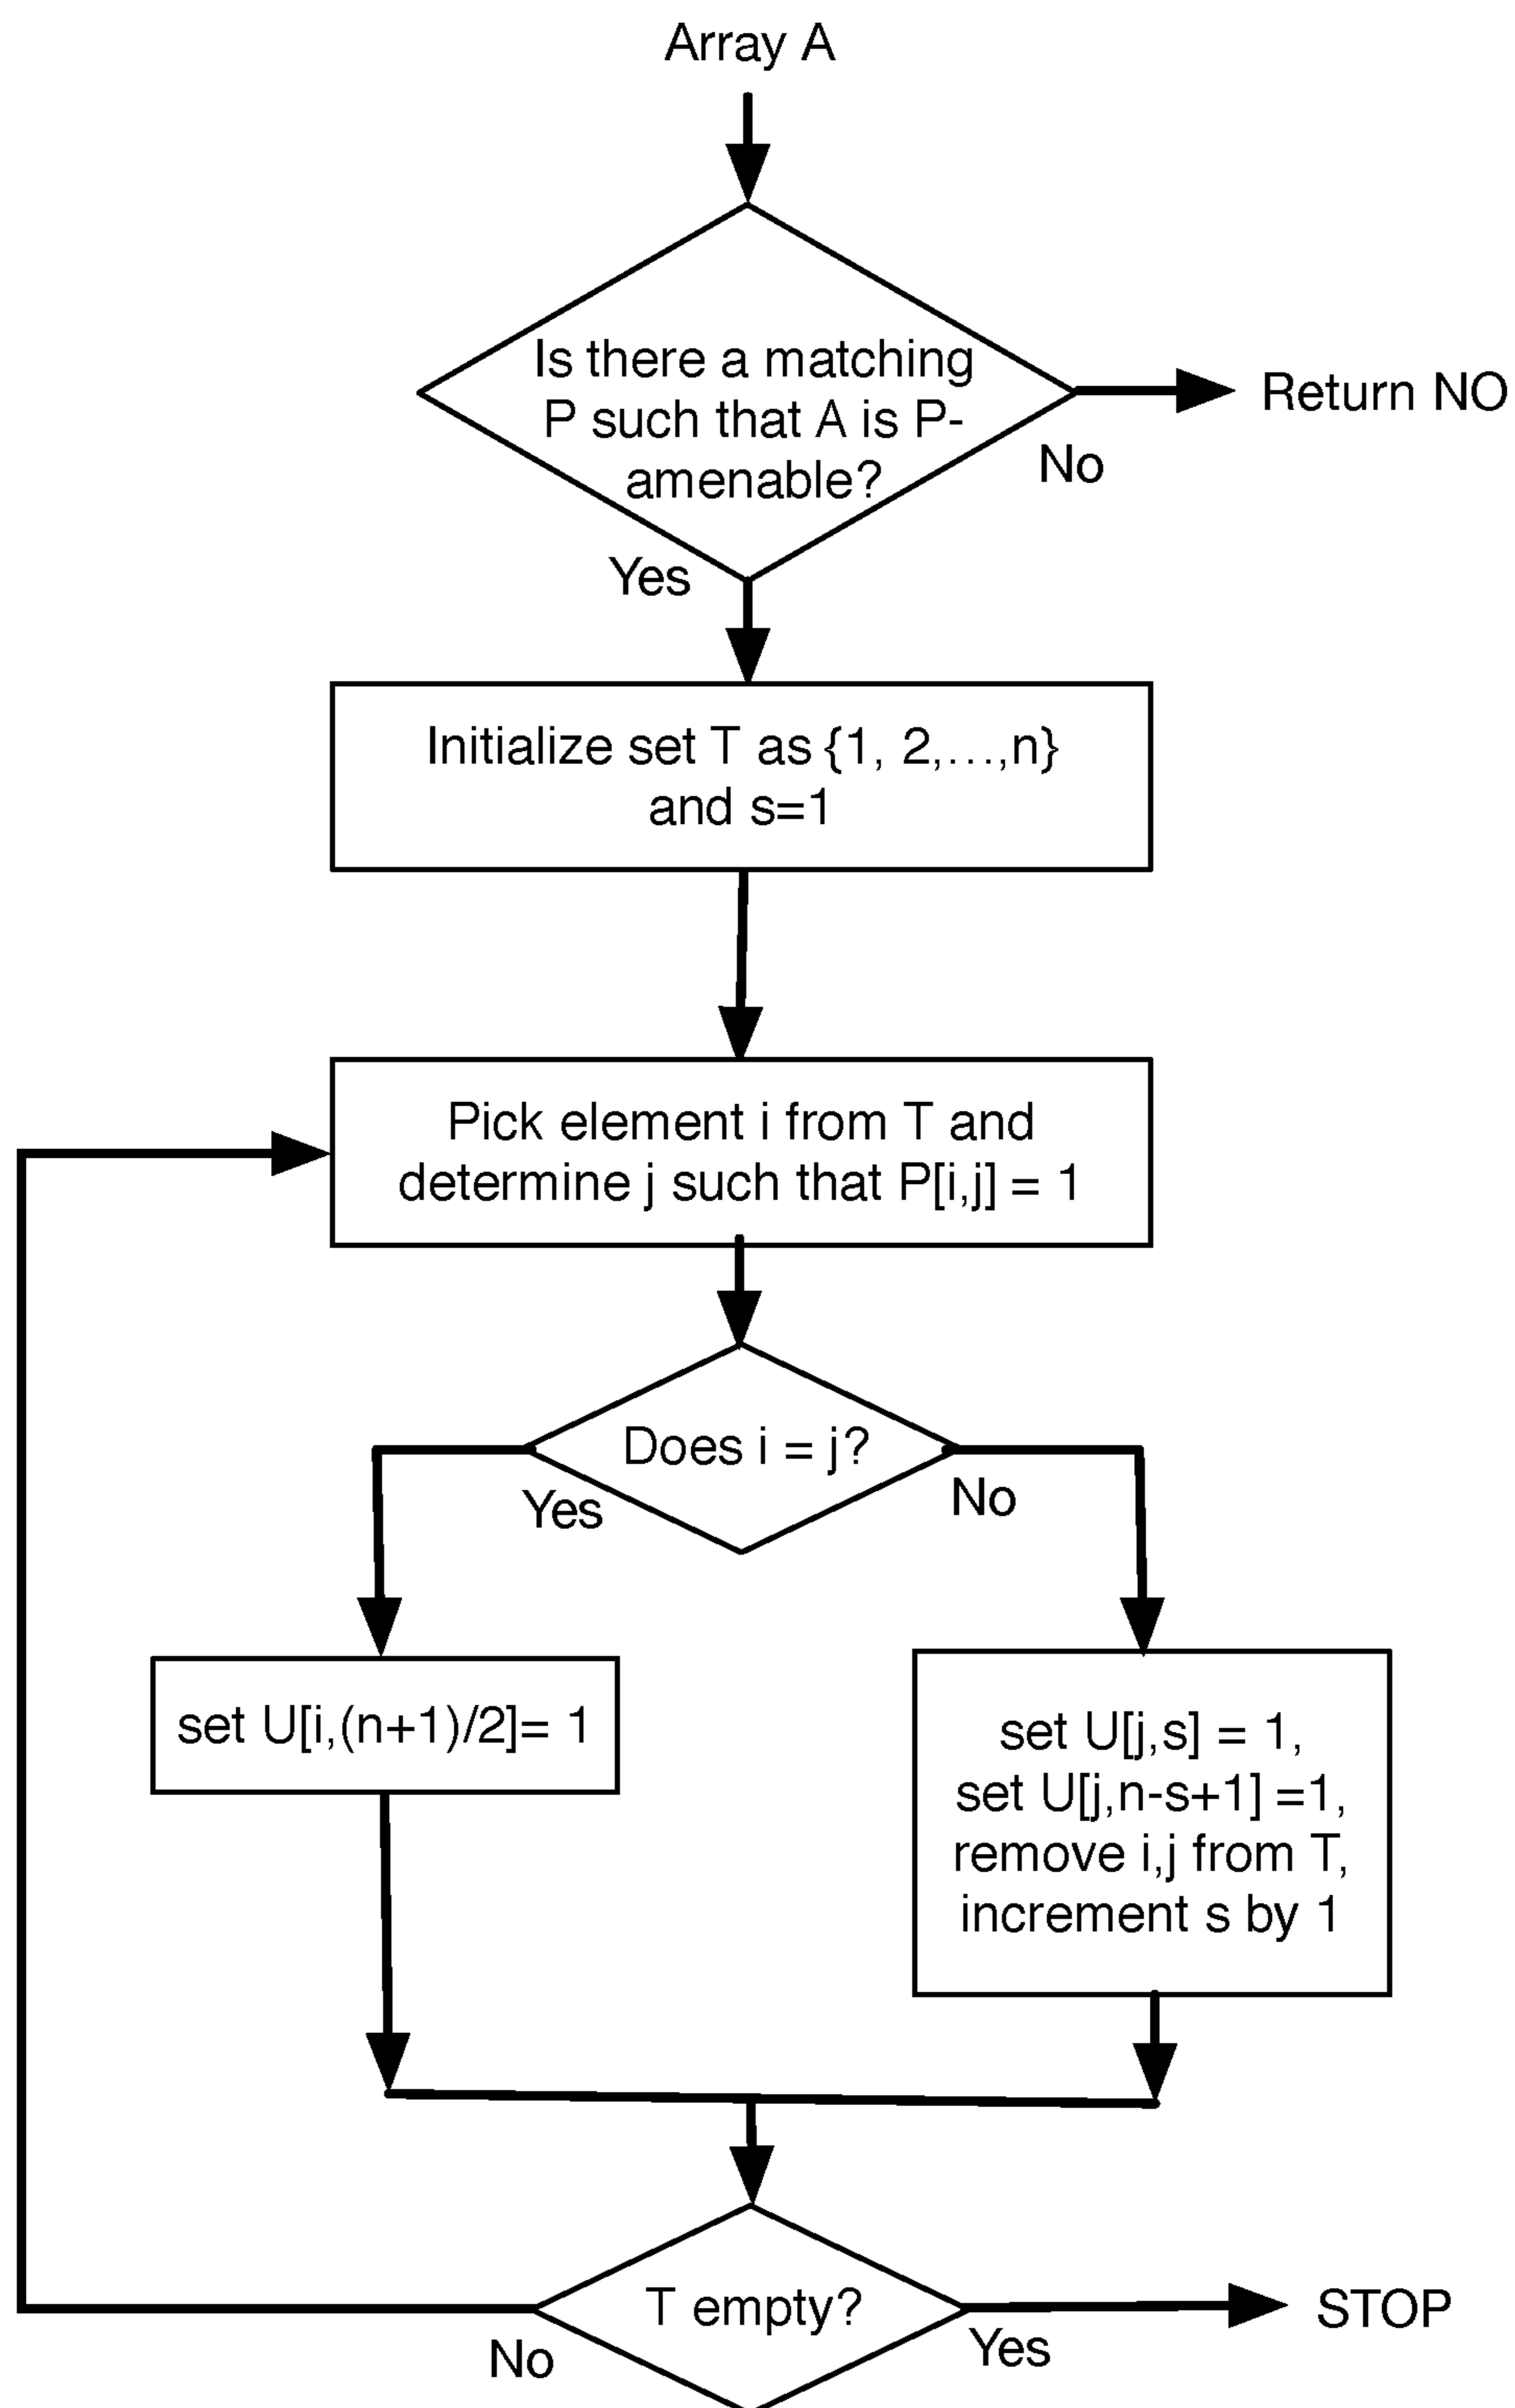 Array A
Is there a matching
P such that A is P-
amenable?
Return NO
No
Yes
Initialize set T as {1, 2,...,n}
and s=1
Pick element i from T and
determine j such that P[i,j] = 1
Does i = j?
Yes
No
set U[i,(n+1)/2]= 1
set U[j,s] = 1,
set U[j,n-s+1] =1,
remove i,j from T,
increment s by 1
T empty?
STOP
No
Yes